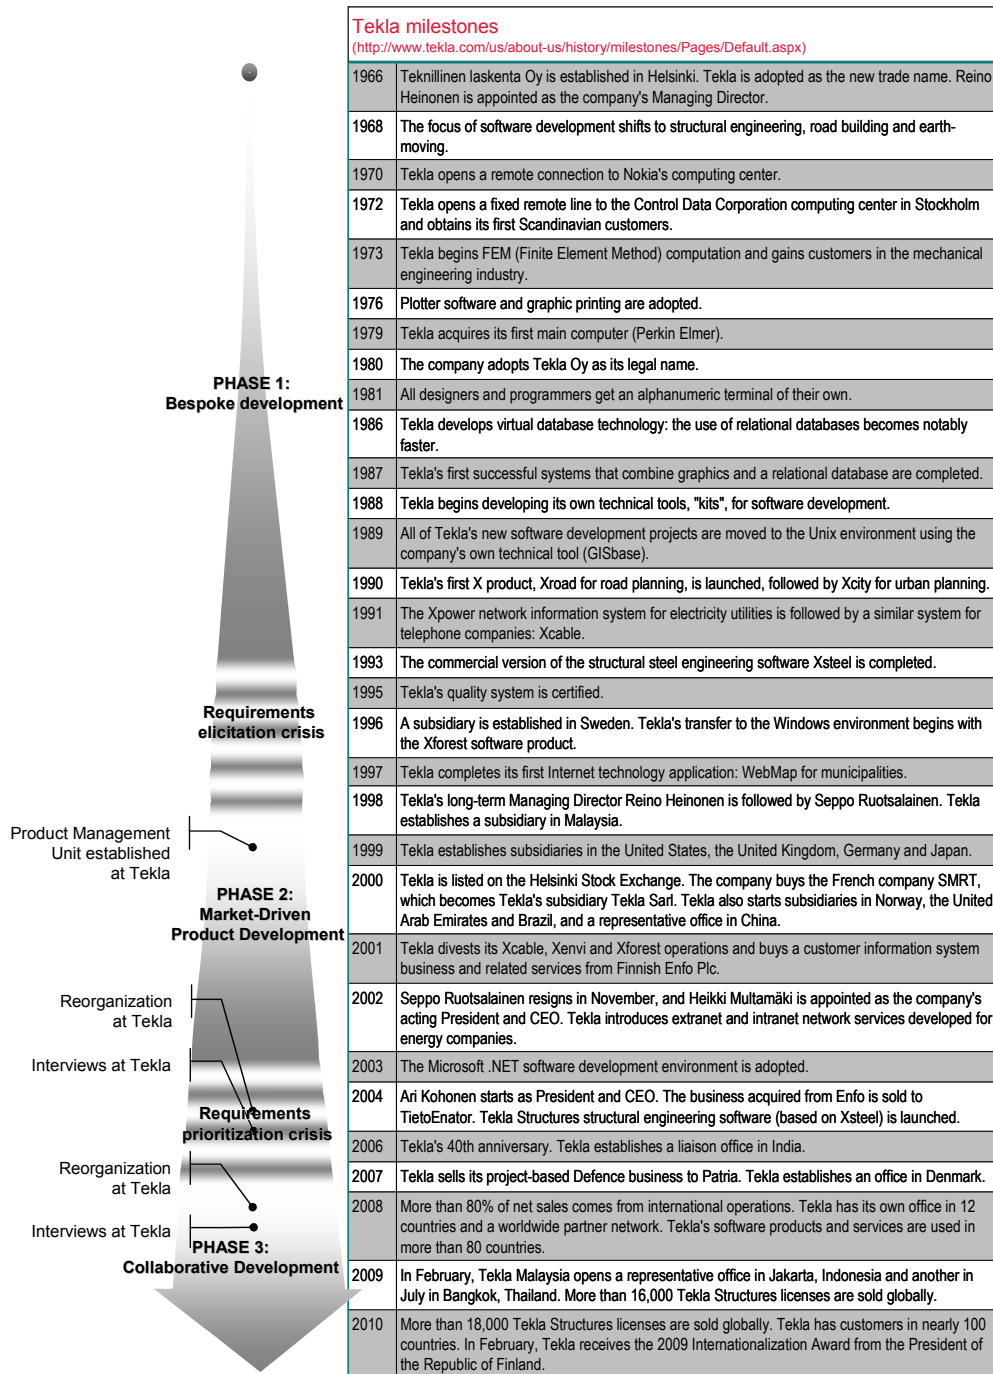 Tekla milestones
(http://www.tekla.com/us/about-us/history/milestones/Pages/Default.aspx)
1966 Teknillinen laskenta Oy is established in Helsinki. Tekla is adopted as the new trade name. Reino
Heinonen is appointed as the company's Managing Director.
1968 The focus of software development shifts to structural engineering, road building and earth-
moving.
1970 Tekla opens a remote connection to Nokia's computing center.
1972 Tekla opens a fixed remote line to the Control Data Corporation computing center in Stockholm
and obtains its first Scandinavian customers.
1973 Tekla begins FEM (Finite Element Method) computation and gains customers in the mechanical
engineering industry.
1976 Plotter software and graphic printing are adopted.
1979 Tekla acquires its first main computer (Perkin Elmer).
1980 The company adopts Tekla Oy as its legal name.
1981 All designers and programmers get an alphanumeric terminal of their own.
1986 Tekla develops virtual database technology: the use of relational databases becomes notably
faster.
1987 Tekla's first successful systems that combine graphics and a relational database are completed.
1988 Tekla begins developing its own technical tools, "kits", for software development.
1989 All of Tekla's new software development projects are moved to the Unix environment using the
company's own technical tool (GISbase).
1990 Tekla's first X product, Xroad for road planning, is launched, followed by Xcity for urban planning.
1991 The Xpower network information system for electricity utilities is followed by a similar system for
telephone companies: Xcable.
1993 The commercial version of the structural steel engineering software Xsteel is completed.
1995 Tekla's quality system is certified.
1996 A subsidiary is established in Sweden. Tekla's transfer to the Windows environment begins with
the Xforest software product.
1997 Tekla completes its first Internet technology application: WebMap for municipalities.
1998 Tekla's long-term Managing Director Reino Heinonen is followed by Seppo Ruotsalainen. Tekla
establishes a subsidiary in Malaysia.
1999 Tekla establishes subsidiaries in the United States, the United Kingdom, Germany and Japan.
2000 Tekla is listed on the Helsinki Stock Exchange. The company buys the French company SMRT,
which becomes Tekla's subsidiary Tekla Sarl. Tekla also starts subsidiaries in Norway, the United
Arab Emirates and Brazil, and a representative office in China.
2001 Tekla divests its Xcable, Xenvi and Xforest operations and buys a customer information system
business and related services from Finnish Enfo Plc.
2002 Seppo Ruotsalainen resigns in November, and Heikki Multamäki is appointed as the company's
acting President and CEO. Tekla introduces extranet and intranet network services developed for
energy companies.
2003 The Microsoft .NET software development environment is adopted.
2004 Ari Kohonen starts as President and CEO. The business acquired from Enfo is sold to
TietoEnator. Tekla Structures structural engineering software (based on Xsteel) is launched.
2006 Tekla's 40th anniversary. Tekla establishes a liaison office in India.
2007 Tekla sells its project-based Defence business to Patria. Tekla establishes an office in Denmark.
2008 More than 80% of net sales comes from international operations. Tekla has its own office in 12
countries and a worldwide partner network. Tekla's software products and services are used in
more than 80 countries.
2009 In February, Tekla Malaysia opens a representative office in Jakarta, Indonesia and another in
July in Bangkok, Thailand. More than 16,000 Tekla Structures licenses are sold globally.
2010 More than 18,000 Tekla Structures licenses are sold globally. Tekla has customers in nearly 100
countries. In February, Tekla receives the 2009 Internationalization Award from the President of
the Republic of Finland.
PHASE 1:
Bespoke development
Requirements
elicitation crisis
Product Management
Unit established
at Tekla
PHASE 2:
Market-Driven
Product Development
Reorganization
at Tekla
Interviews at Tekla
Requirements
prioritization crisis
Reorganization
at Tekla
Interviews at Tekla
PHASE 3:
Collaborative Development